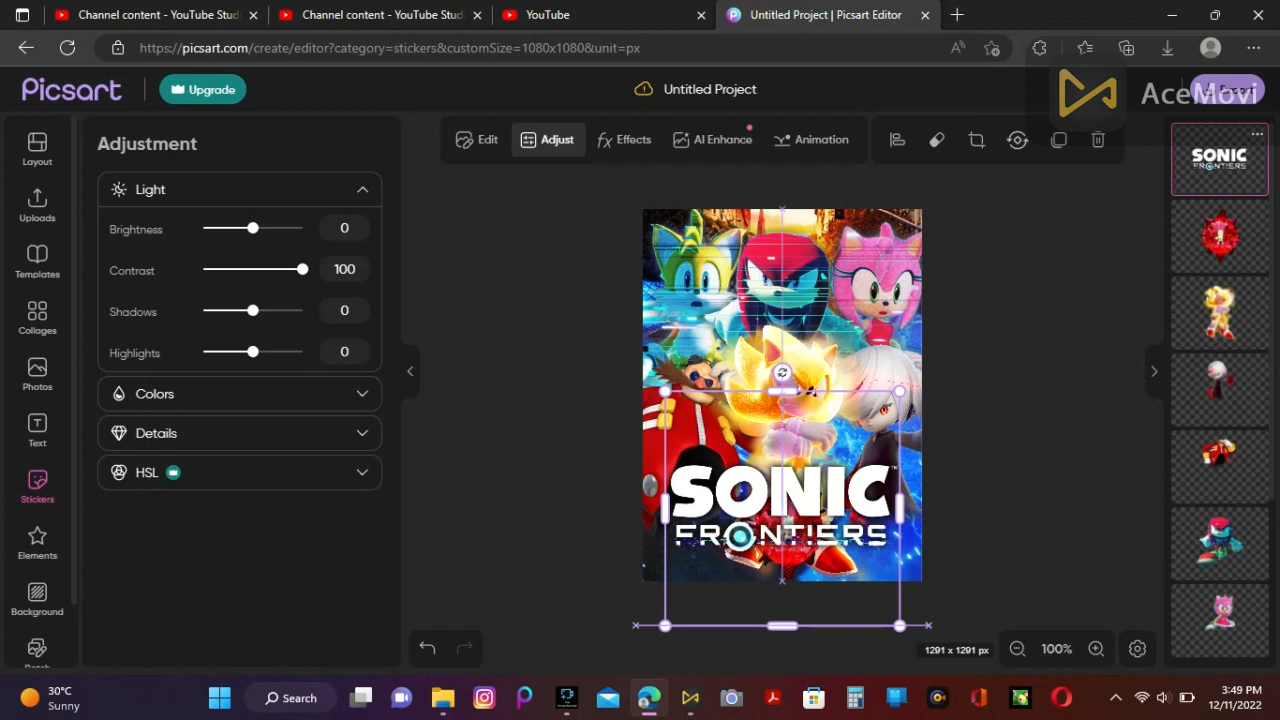 Channel content - YouTube Stud
Channel content - YouTube Stud
YouTube
Untitled Project | Picsart Editor
https://picsart.com/create/editor?category=stickers&customSize=1080x1080&unit=px
Picsart
Upgrade
Untitled Project
AceMovi
Layout
Uploads
Templates
Collages
Photos
Text
Stickers
Elements
Background
Batch
Adjustment
Light
Brightness
0
Contrast
100
Shadows
0
Highlights
0
Colors
Details
HSL
Edit
Adjust
fx Effects
AI Enhance
Animation
SONIC™
FRONTIERS
SONIC
FRONTIERS
1291 x 1291 px
100%
30°C
Sunny
Search
3:49 PM
12/11/2022